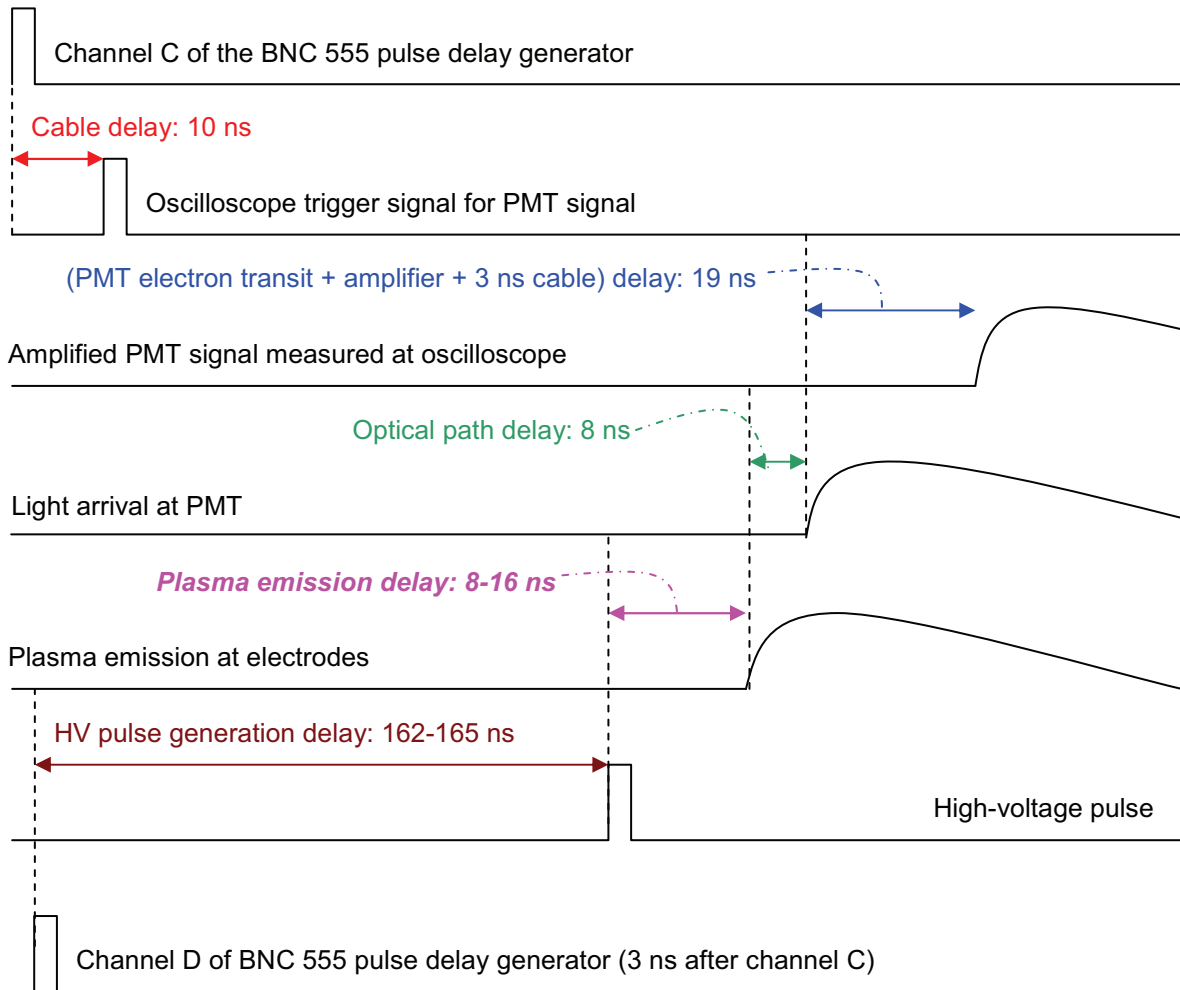 Channel C of the BNC 555 pulse delay generator
Cable delay: 10 ns
Oscilloscope trigger signal for PMT signal
(PMT electron transit + amplifier + 3 ns cable) delay: 19 ns
Amplified PMT signal measured at oscilloscope
Optical path delay: 8 ns
Light arrival at PMT
Plasma emission delay: 8-16 ns
Plasma emission at electrodes
HV pulse generation delay: 162-165 ns
High-voltage pulse
Channel D of BNC 555 pulse delay generator (3 ns after channel C)